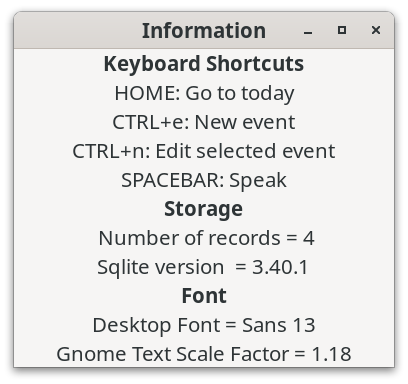 Information
Keyboard Shortcuts
HOME: Go to today
CTRL+e: New event
CTRL+n: Edit selected event
SPACEBAR: Speak
Storage
Number of records = 4
Sqlite version  = 3.40.1
Font
Desktop Font = Sans 13
Gnome Text Scale Factor = 1.18